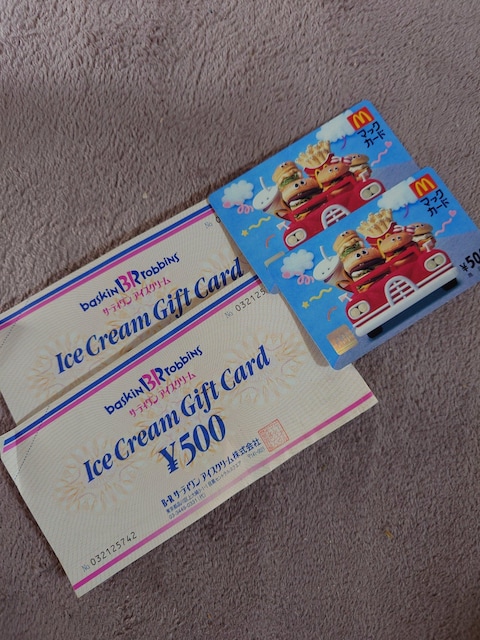 マック
カード
マック
カード
¥500
baskin BR robbins
サーティワン アイスクリーム
Ice Cream Gift Card
№ 032125
baskin BR robbins
サーティワン アイスクリーム
Ice Cream Gift Card
¥500
B-R サーティワン アイスクリーム株式会社
№ 032125742